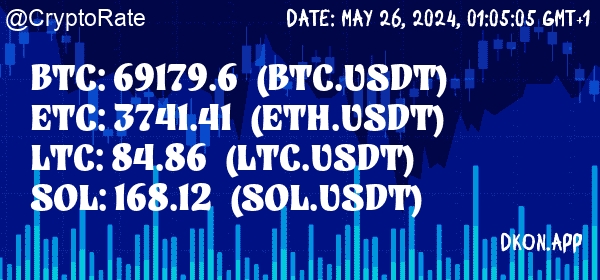 @CryptoRate
DATE: MAY 26, 2024, 01:05:05 GMT+1
BTC: 69179.6 (BTC.USDT)
ETC: 3741.41 (ETH.USDT)
LTC: 84.86 (LTC.USDT)
SOL: 168.12 (SOL.USDT)
DKON.APP